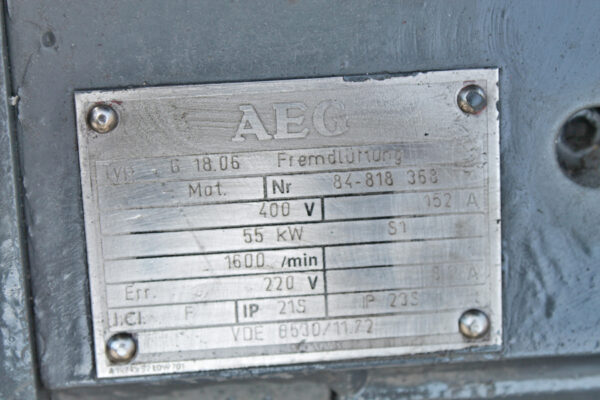 AEG
Typ G 18.06 Fremdlüftung
Mot. Nr 84-818 368
400 V 152 A
55 kW S1
1600 /min
Err. 220 V A
I.Cl. F IP 21S IP 23S
VDE 0530/11.72